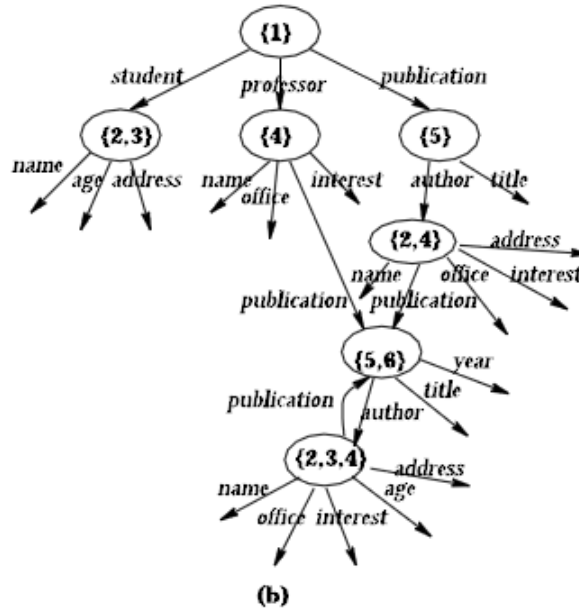 {1}
student professor publication
{2,3} {4} {5}
name age address name office interest author title
{2,4} address
name office interest
publication publication
{5,6} year
title
publication author
{2,3,4} address
name age
office interest
(b)